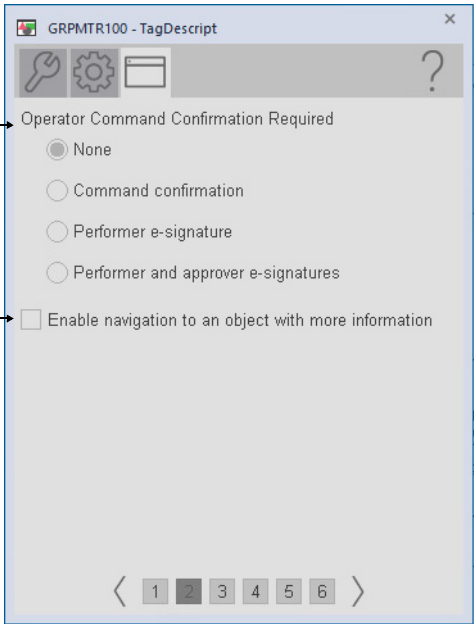 GRPMTR100 - TagDescript
?
Operator Command Confirmation Required
None
Command confirmation
Performer e-signature
Performer and approver e-signatures
Enable navigation to an object with more information
1 2 3 4 5 6